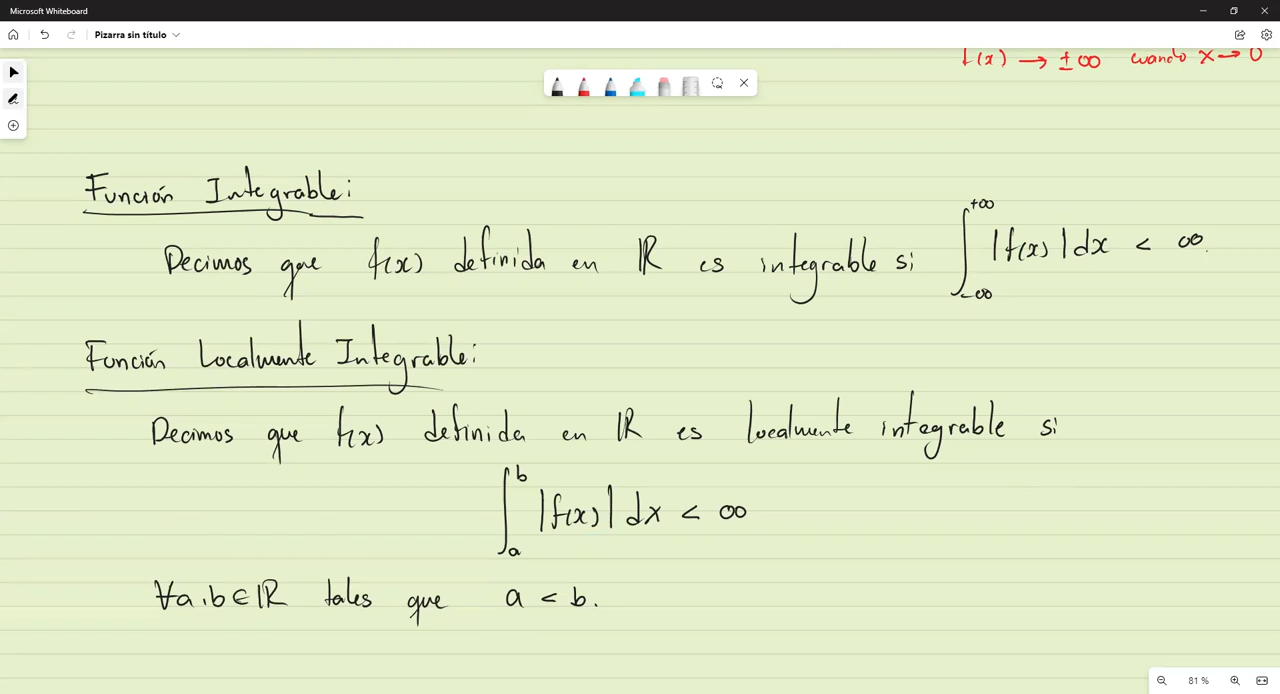 Microsoft Whiteboard
Pizarra sin título
f(x) → ±∞ cuando x → 0
Función Integrable:
Decimos que f(x) definida en ℝ es integrable si ∫_{-∞}^{+∞} |f(x)| dx < ∞.
Función Localmente Integrable:
Decimos que f(x) definida en ℝ es localmente integrable si
∫_a^b |f(x)| dx < ∞
∀a,b ∈ ℝ tales que a < b.
81 %